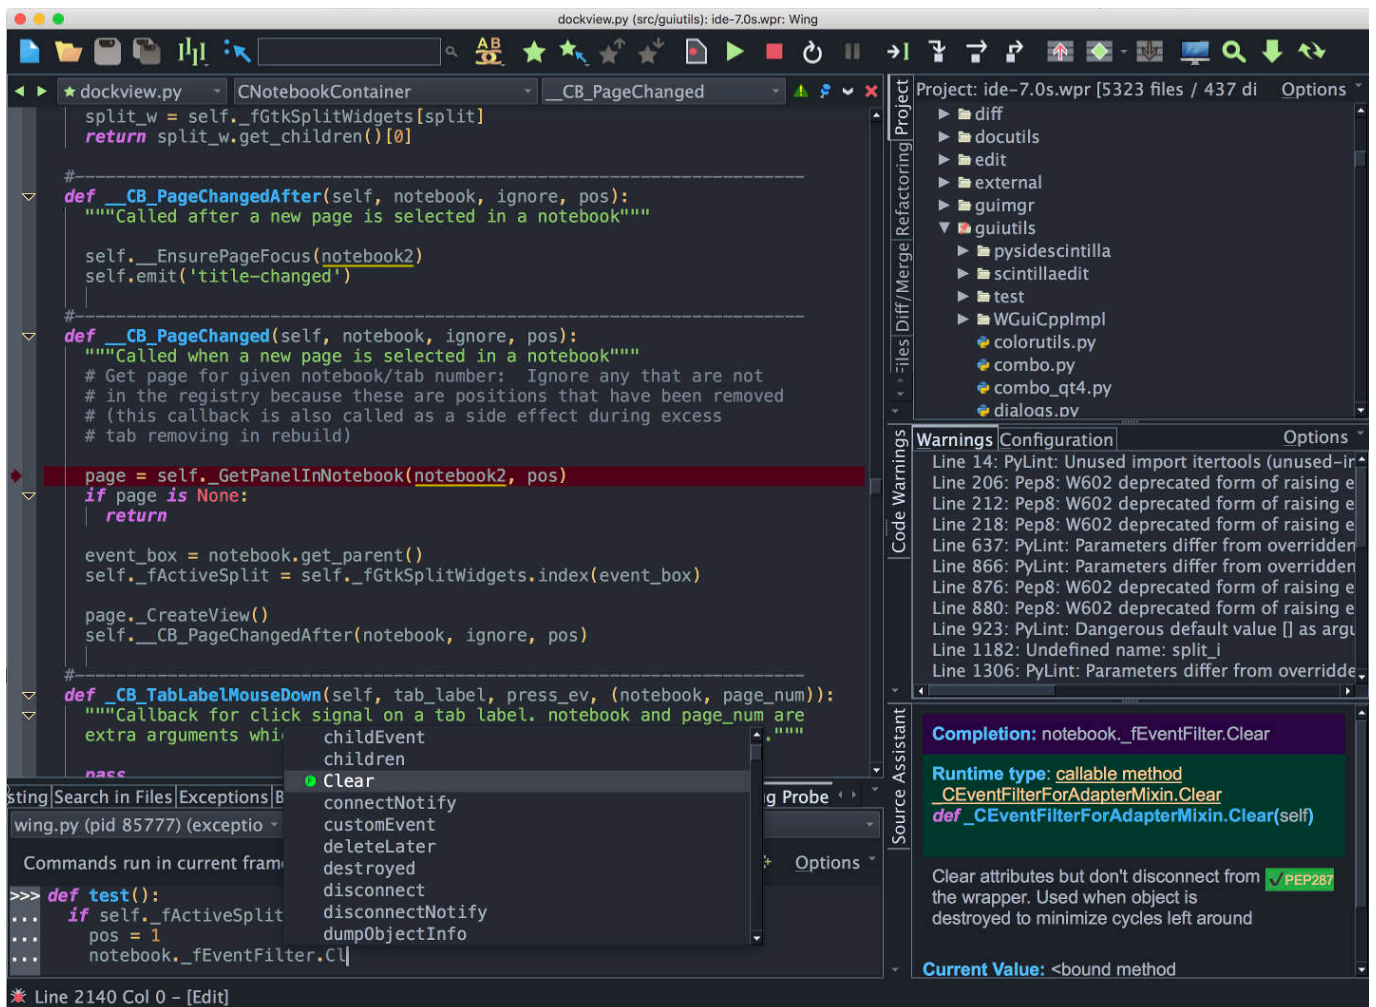 dockview.py (src/guiutils): ide-7.0s.wpr: Wing
AB
dockview.py
CNotebookContainer
__CB_PageChanged
split_w = self._fGtkSplitWidgets[split]
return split_w.get_children()[0]
#----------------------------------------------------------------------
def __CB_PageChangedAfter(self, notebook, ignore, pos):
"""Called after a new page is selected in a notebook"""
self.__EnsurePageFocus(notebook2)
self.emit('title-changed')
#----------------------------------------------------------------------
def __CB_PageChanged(self, notebook, ignore, pos):
"""Called when a new page is selected in a notebook"""
# Get page for given notebook/tab number:  Ignore any that are not
# in the registry because these are positions that have been removed
# (this callback is also called as a side effect during excess
# tab removing in rebuild)
page = self._GetPanelInNotebook(notebook2, pos)
if page is None:
return
event_box = notebook.get_parent()
self._fActiveSplit = self._fGtkSplitWidgets.index(event_box)
page._CreateView()
self.__CB_PageChangedAfter(notebook, ignore, pos)
#----------------------------------------------------------------------
def _CB_TabLabelMouseDown(self, tab_label, press_ev, (notebook, page_num)):
"""Callback for click signal on a tab label. notebook and page_num are
extra arguments whi
."""
pass
childEvent
children
Clear
connectNotify
customEvent
deleteLater
destroyed
disconnect
disconnectNotify
dumpObjectInfo
sting
Search in Files
Exceptions
B
g Probe
wing.py (pid 85777) (exceptio
Commands run in current fram
Options
>>> def test():
... if self._fActiveSplit
... pos = 1
... notebook._fEventFilter.Cl
Line 2140 Col 0 – [Edit]
Project
Refactoring
Diff/Merge
Files
Project: ide-7.0s.wpr [5323 files / 437 di
Options
diff
docutils
edit
external
guimgr
guiutils
pysidescintilla
scintillaedit
test
WGuiCppImpl
colorutils.py
combo.py
combo_qt4.py
dialogs.py
Code Warnings
Warnings
Configuration
Options
Line 14: PyLint: Unused import itertools (unused-ir
Line 206: Pep8: W602 deprecated form of raising e
Line 212: Pep8: W602 deprecated form of raising e
Line 218: Pep8: W602 deprecated form of raising e
Line 637: PyLint: Parameters differ from overridden
Line 866: PyLint: Parameters differ from overridden
Line 876: Pep8: W602 deprecated form of raising e
Line 880: Pep8: W602 deprecated form of raising e
Line 923: PyLint: Dangerous default value [] as argu
Line 1182: Undefined name: split_i
Line 1306: PyLint: Parameters differ from overridde
Source Assistant
Completion: notebook._fEventFilter.Clear
Runtime type: callable method
_CEventFilterForAdapterMixin.Clear
def _CEventFilterForAdapterMixin.Clear(self)
Clear attributes but don't disconnect from
✓PEP287
the wrapper. Used when object is
destroyed to minimize cycles left around
Current Value: <bound method